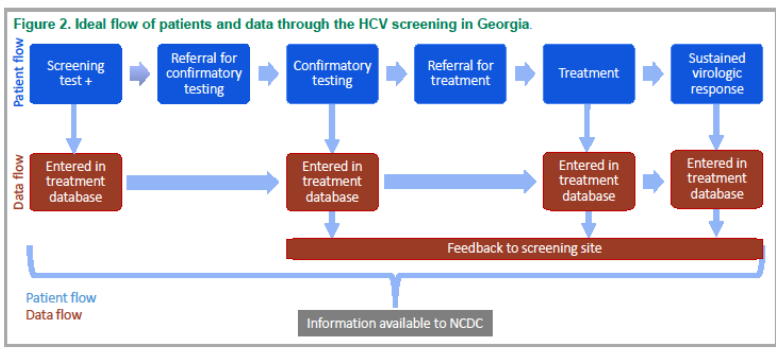 Figure 2. Ideal flow of patients and data through the HCV screening in Georgia.
Patient flow
Screening
test +
Referral for
confirmatory
testing
Confirmatory
testing
Referral for
treatment
Treatment
Sustained
virologic
response
Data flow
Entered in
treatment
database
Entered in
treatment
database
Entered in
treatment
database
Entered in
treatment
database
Feedback to screening site
Patient flow
Data flow
Information available to NCDC